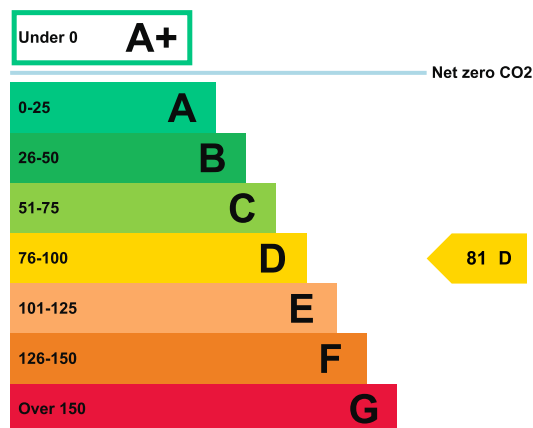 Under 0 A+
Net zero CO2
0-25 A
26-50 B
51-75 C
76-100 D
81 D
101-125 E
126-150 F
Over 150 G